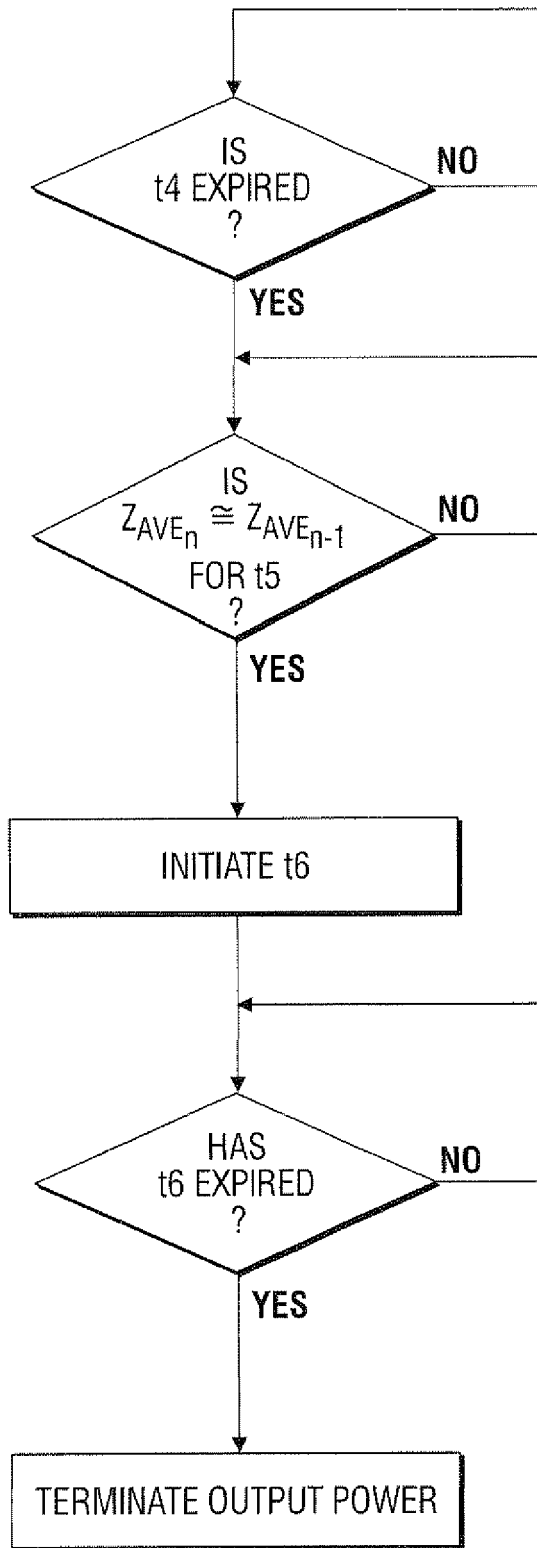 IS
t4 EXPIRED
?
NO
YES
IS
Z_AVE_n ≅ Z_AVE_n-1
FOR t5
?
NO
YES
INITIATE t6
HAS
t6 EXPIRED
?
NO
YES
TERMINATE OUTPUT POWER